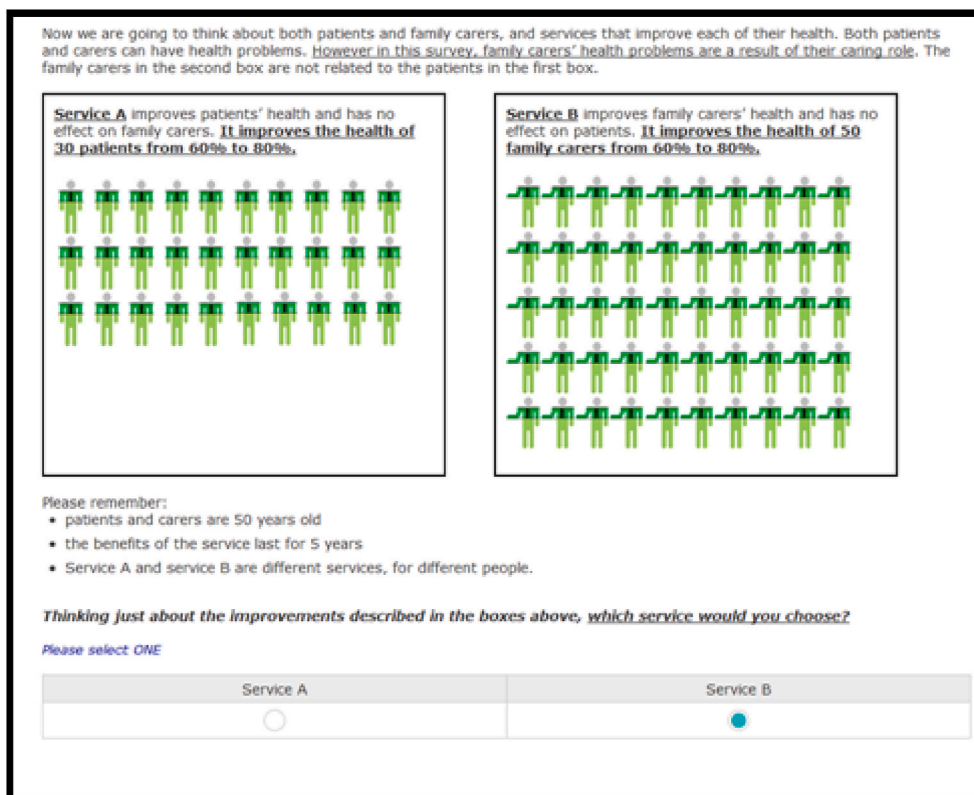 Now we are going to think about both patients and family carers, and services that improve each of their health. Both patients
and carers can have health problems. However in this survey, family carers' health problems are a result of their caring role. The
family carers in the second box are not related to the patients in the first box.
Service A improves patients' health and has no
effect on family carers. It improves the health of
30 patients from 60% to 80%.
Service B improves family carers' health and has no
effect on patients. It improves the health of 50
family carers from 60% to 80%.
Please remember:
• patients and carers are 50 years old
• the benefits of the service last for 5 years
• Service A and service B are different services, for different people.
Thinking just about the improvements described in the boxes above, which service would you choose?
Please select ONE
Service A
Service B